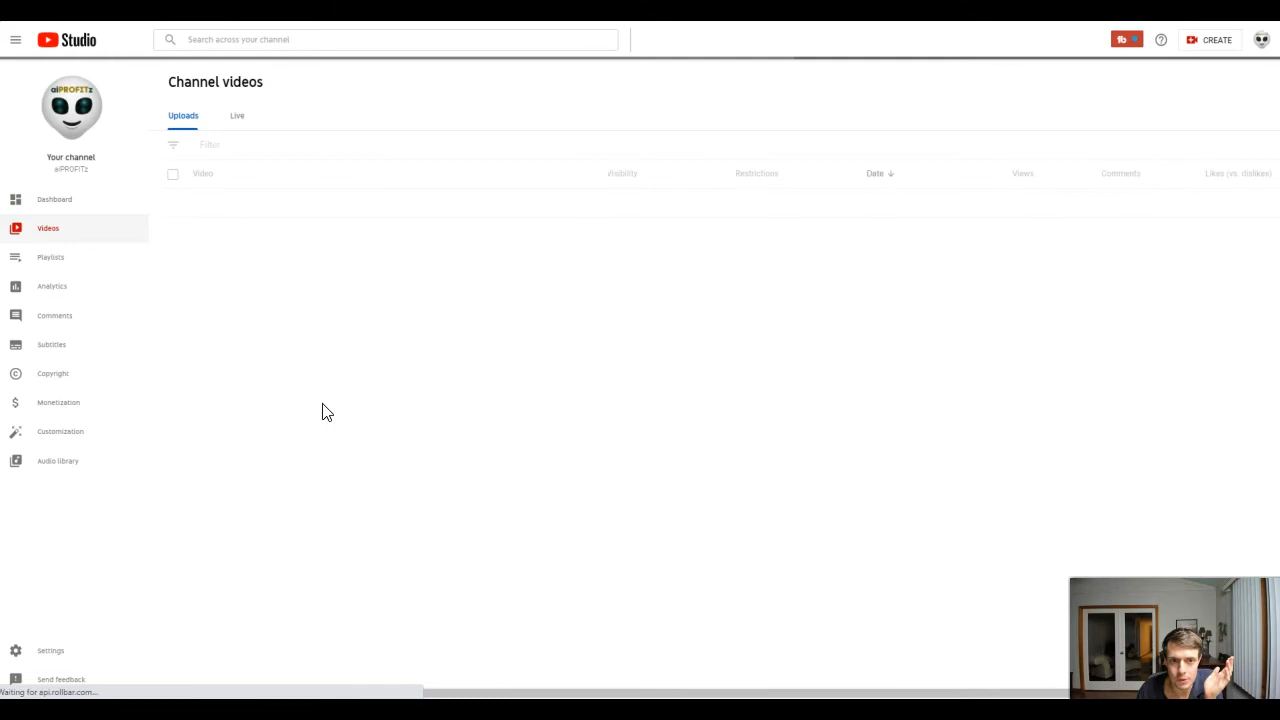 Studio
Search across your channel
CREATE
aiPROFITz
Channel videos
Uploads
Live
Filter
Video
Visibility
Restrictions
Date
Views
Comments
Likes (vs. dislikes)
Your channel
aiPROFITz
Dashboard
Videos
Playlists
Analytics
Comments
Subtitles
Copyright
Monetization
Customization
Audio library
Settings
Send feedback
Waiting for api.rollbar.com...